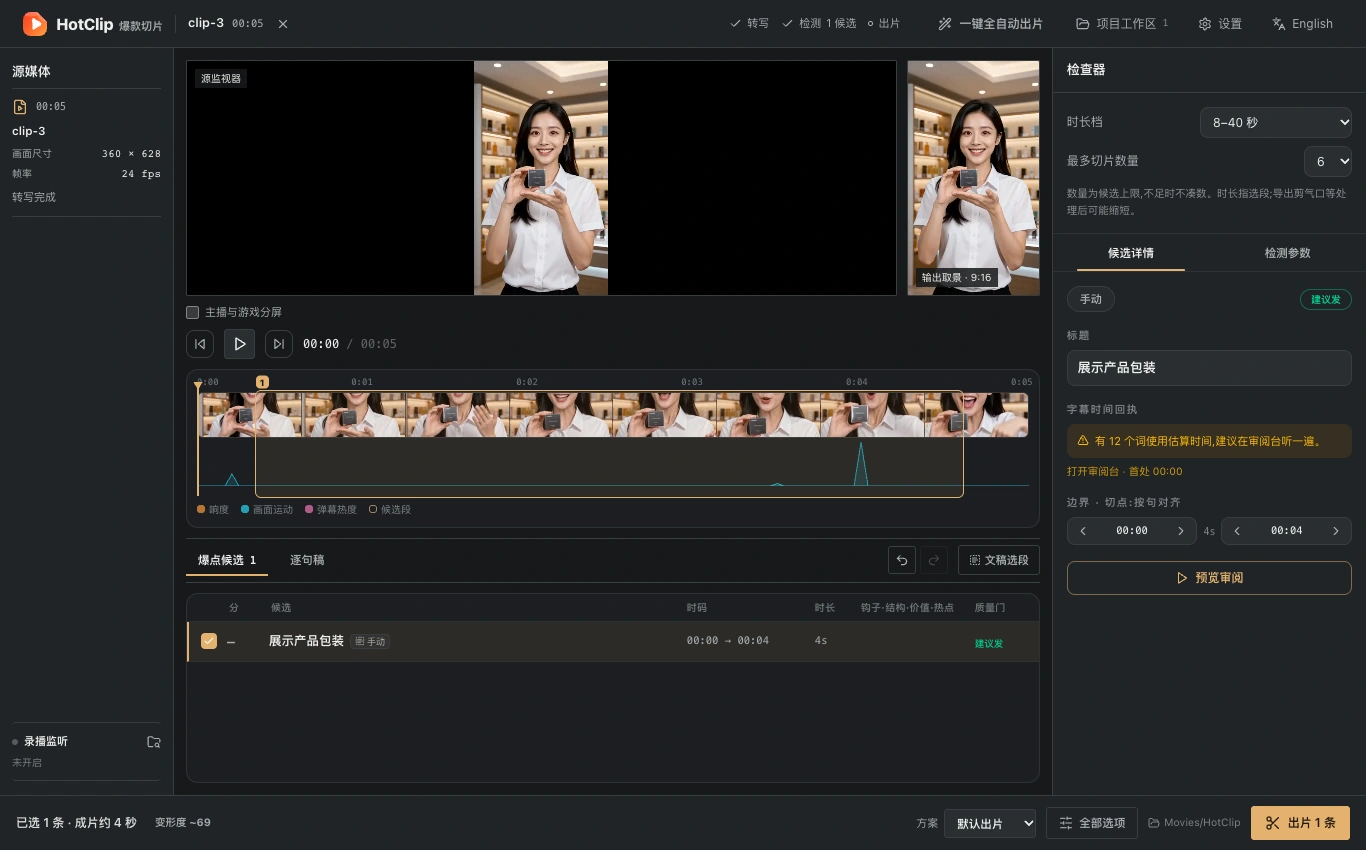 HotClip 爆款切片
clip-3 00:05
转写
检测 1 候选
出片
一键全自动出片
项目工作区 1
设置
English
源媒体
00:05
clip-3
画面尺寸 360 × 628
帧率 24 fps
转写完成
录播监听
未开启
源监视器
输出取景 · 9:16
主播与游戏分屏
00:00 / 00:05
0:00 1 0:01 0:02 0:03 0:04 0:05
响度 画面运动 弹幕热度 候选段
爆点候选 1 逐句稿
文稿选段
分 候选 时码 时长 钩子·结构·价值·热点 质量门
– 展示产品包装 手动 00:00 → 00:04 4s 建议发
检查器
时长档 8–40 秒
最多切片数量 6
数量为候选上限,不足时不凑数。时长指选段;导出剪气口等处
理后可能缩短。
候选详情 检测参数
手动 建议发
标题
展示产品包装
字幕时间回执
有 12 个词使用估算时间,建议在审阅台听一遍。
打开审阅台 · 首处 00:00
边界 · 切点:按句对齐
00:00 4s 00:04
预览审阅
已选 1 条 · 成片约 4 秒 变形度 ~69
方案 默认出片
全部选项
Movies/HotClip
出片 1 条